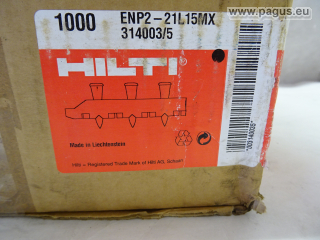 © www.pagus.eu
1000 ENP2-21L15MX
314003/5
HILTI
Made in Liechtenstein
Hilti = Registered Trade Mark of Hilti AG, Schaan